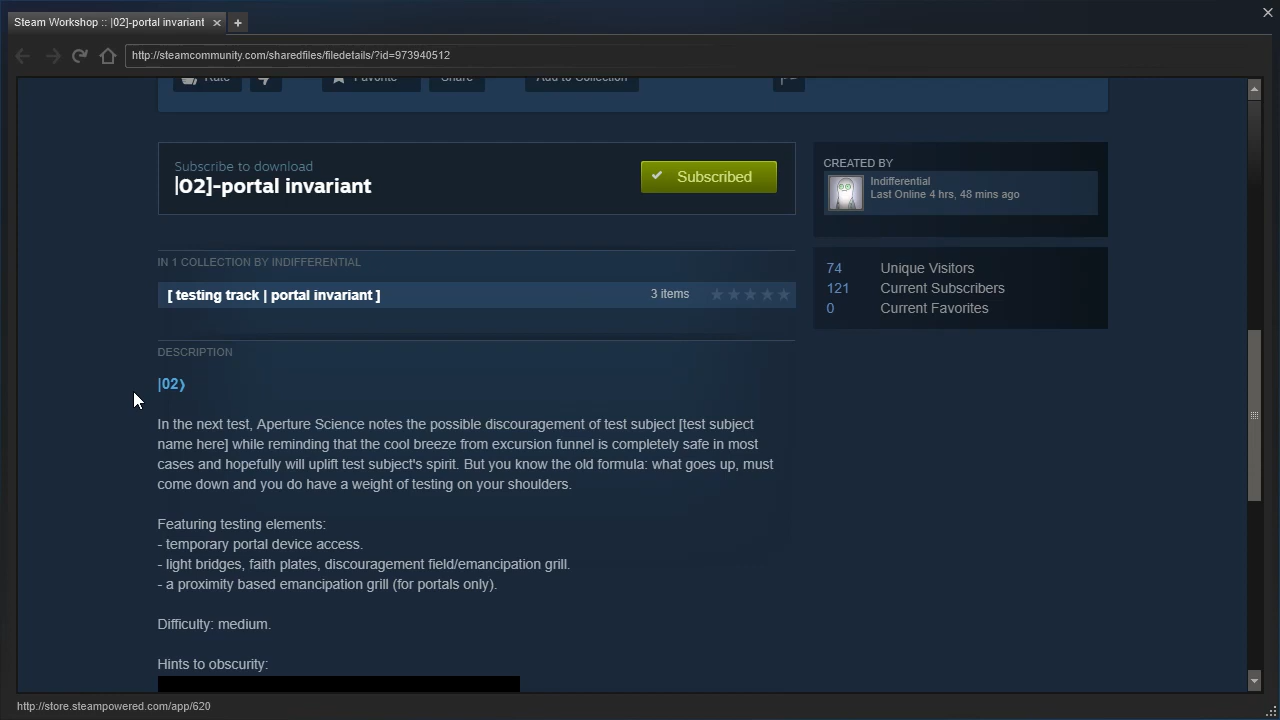 Steam Workshop :: |02]-portal invariant
http://steamcommunity.com/sharedfiles/filedetails/?id=973940512
Rate
Favorite
Share
Add to Collection
Subscribe to download
|02]-portal invariant
Subscribed
CREATED BY
Indifferential
Last Online 4 hrs, 48 mins ago
74 Unique Visitors
121 Current Subscribers
0 Current Favorites
IN 1 COLLECTION BY INDIFFERENTIAL
[ testing track | portal invariant ]
3 items
DESCRIPTION
|02⟩
In the next test, Aperture Science notes the possible discouragement of test subject [test subject
name here] while reminding that the cool breeze from excursion funnel is completely safe in most
cases and hopefully will uplift test subject's spirit. But you know the old formula: what goes up, must
come down and you do have a weight of testing on your shoulders.
Featuring testing elements:
- temporary portal device access.
- light bridges, faith plates, discouragement field/emancipation grill.
- a proximity based emancipation grill (for portals only).
Difficulty: medium.
Hints to obscurity:
http://store.steampowered.com/app/620